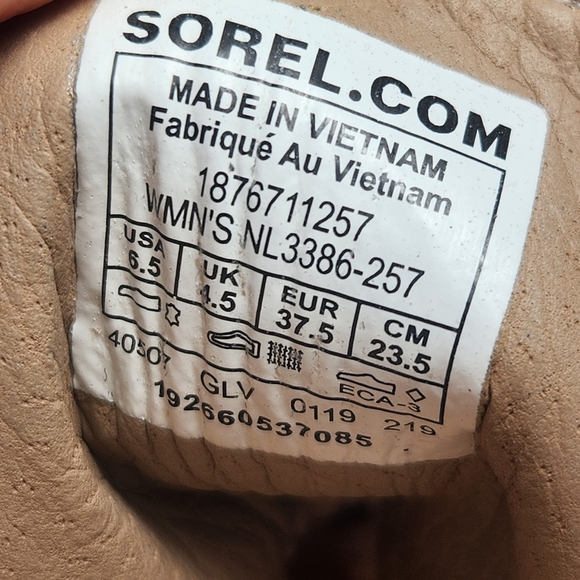 SOREL.COM
MADE IN VIETNAM
Fabriqué Au Vietnam
1876711257
WMN'S NL3386-257
USA UK EUR CM
6.5 4.5 37.5 23.5
ECA-3
40507 GLV 0119 219
192660537085